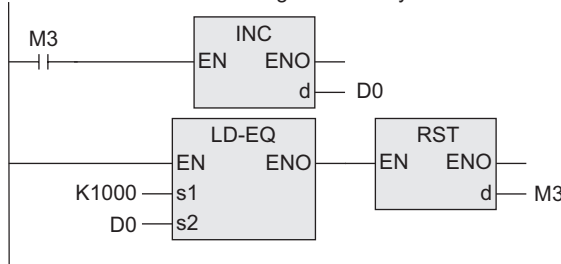 M3
INC
EN ENO
d D0
LD-EQ RST
EN ENO EN ENO
K1000 s1 d M3
D0 s2